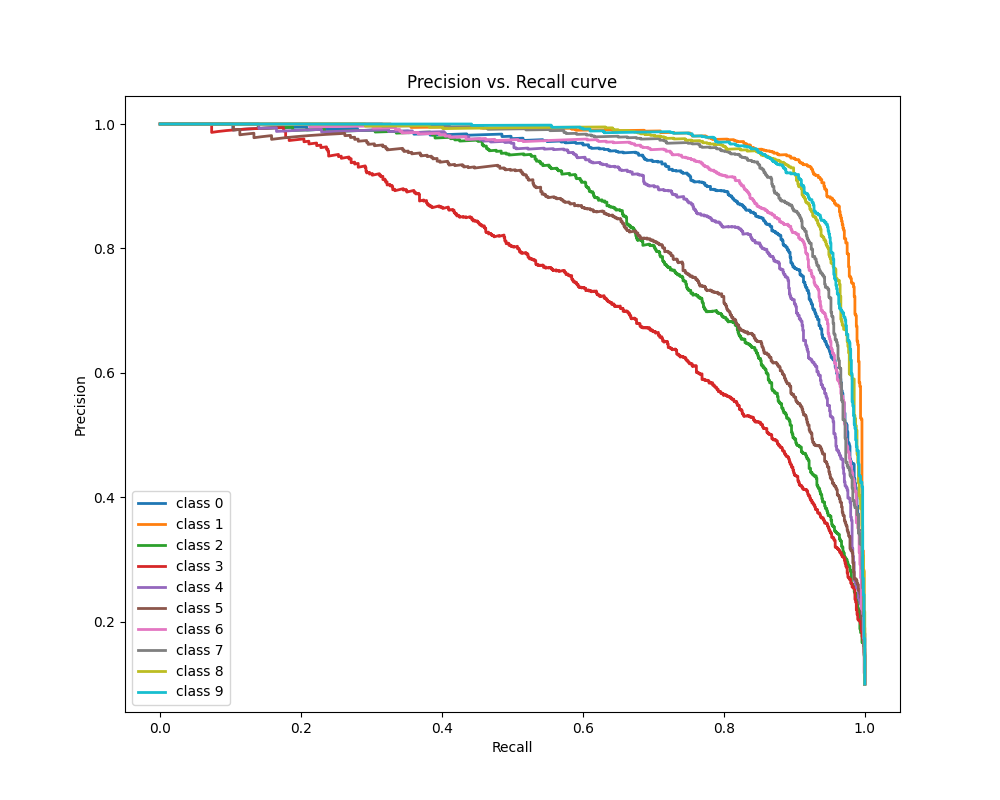 Precision vs. Recall curve
1.0
0.8
0.6
0.4
0.2
Precision
class 0
class 1
class 2
class 3
class 4
class 5
class 6
class 7
class 8
class 9
0.0 0.2 0.4 0.6 0.8 1.0
Recall